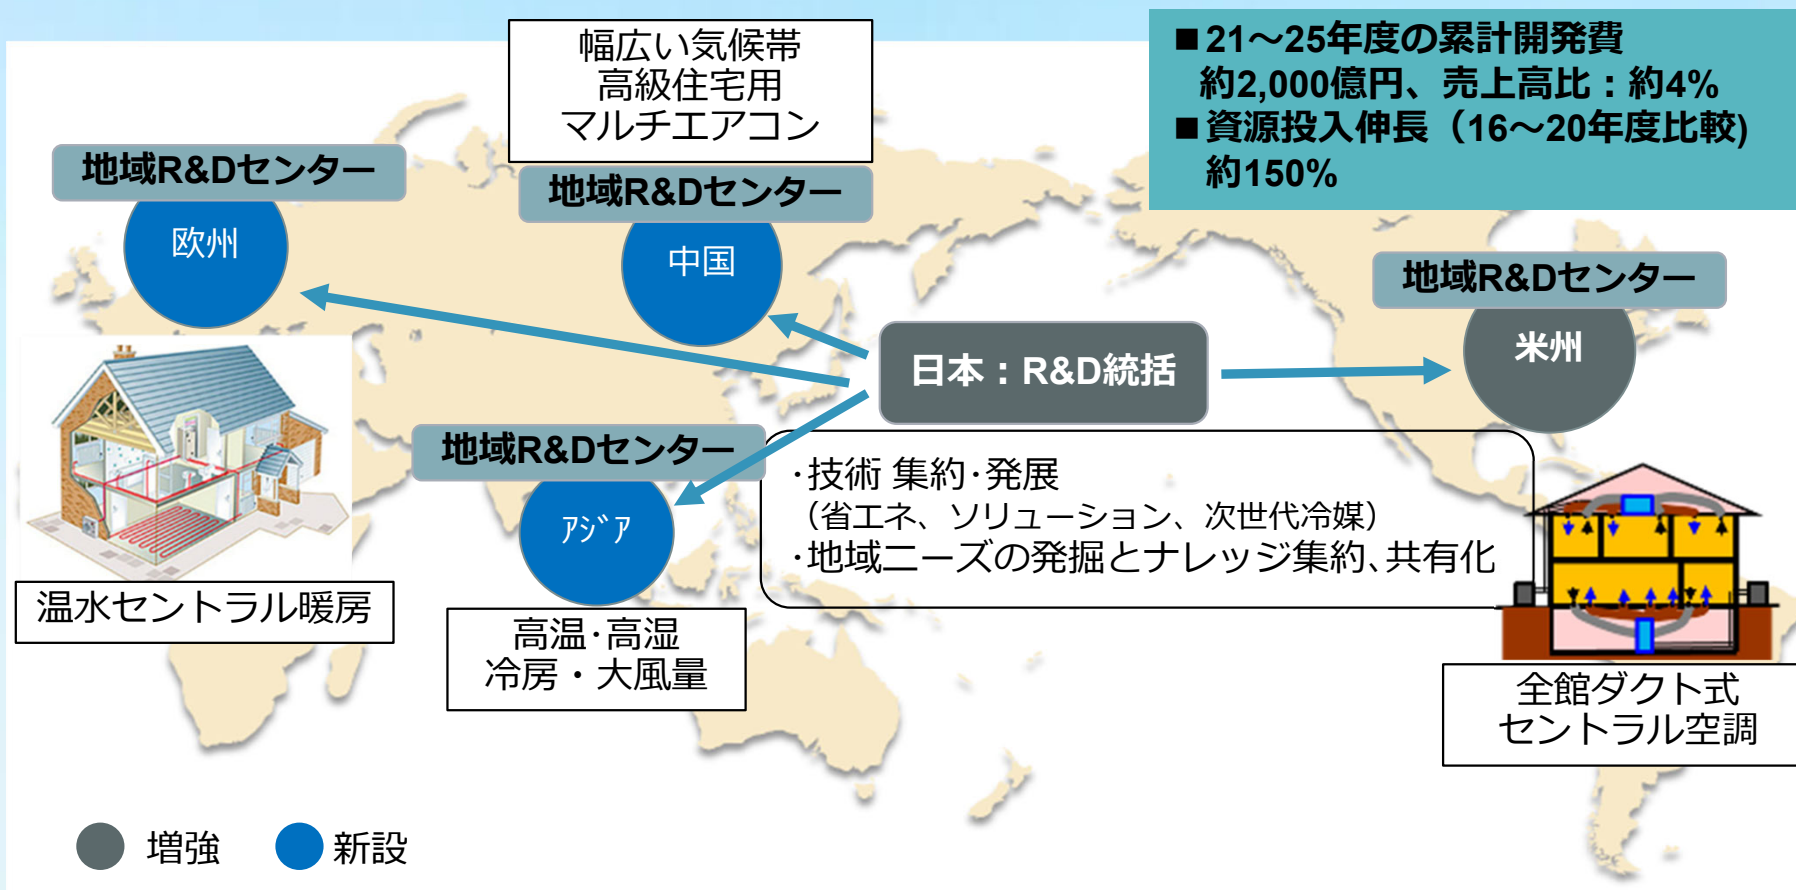 幅広い気候帯
高級住宅用
マルチエアコン
■21～25年度の累計開発費
約2,000億円、売上高比：約4%
■資源投入伸長（16～20年度比較)
約150%
地域R&Dセンター
欧州
地域R&Dセンター
中国
地域R&Dセンター
米州
日本：R&D統括
地域R&Dセンター
ｱｼﾞｱ
・技術 集約・発展
（省エネ、ソリューション、次世代冷媒）
・地域ニーズの発掘とナレッジ集約、共有化
温水セントラル暖房
高温・高湿
冷房・大風量
全館ダクト式
セントラル空調
増強
新設